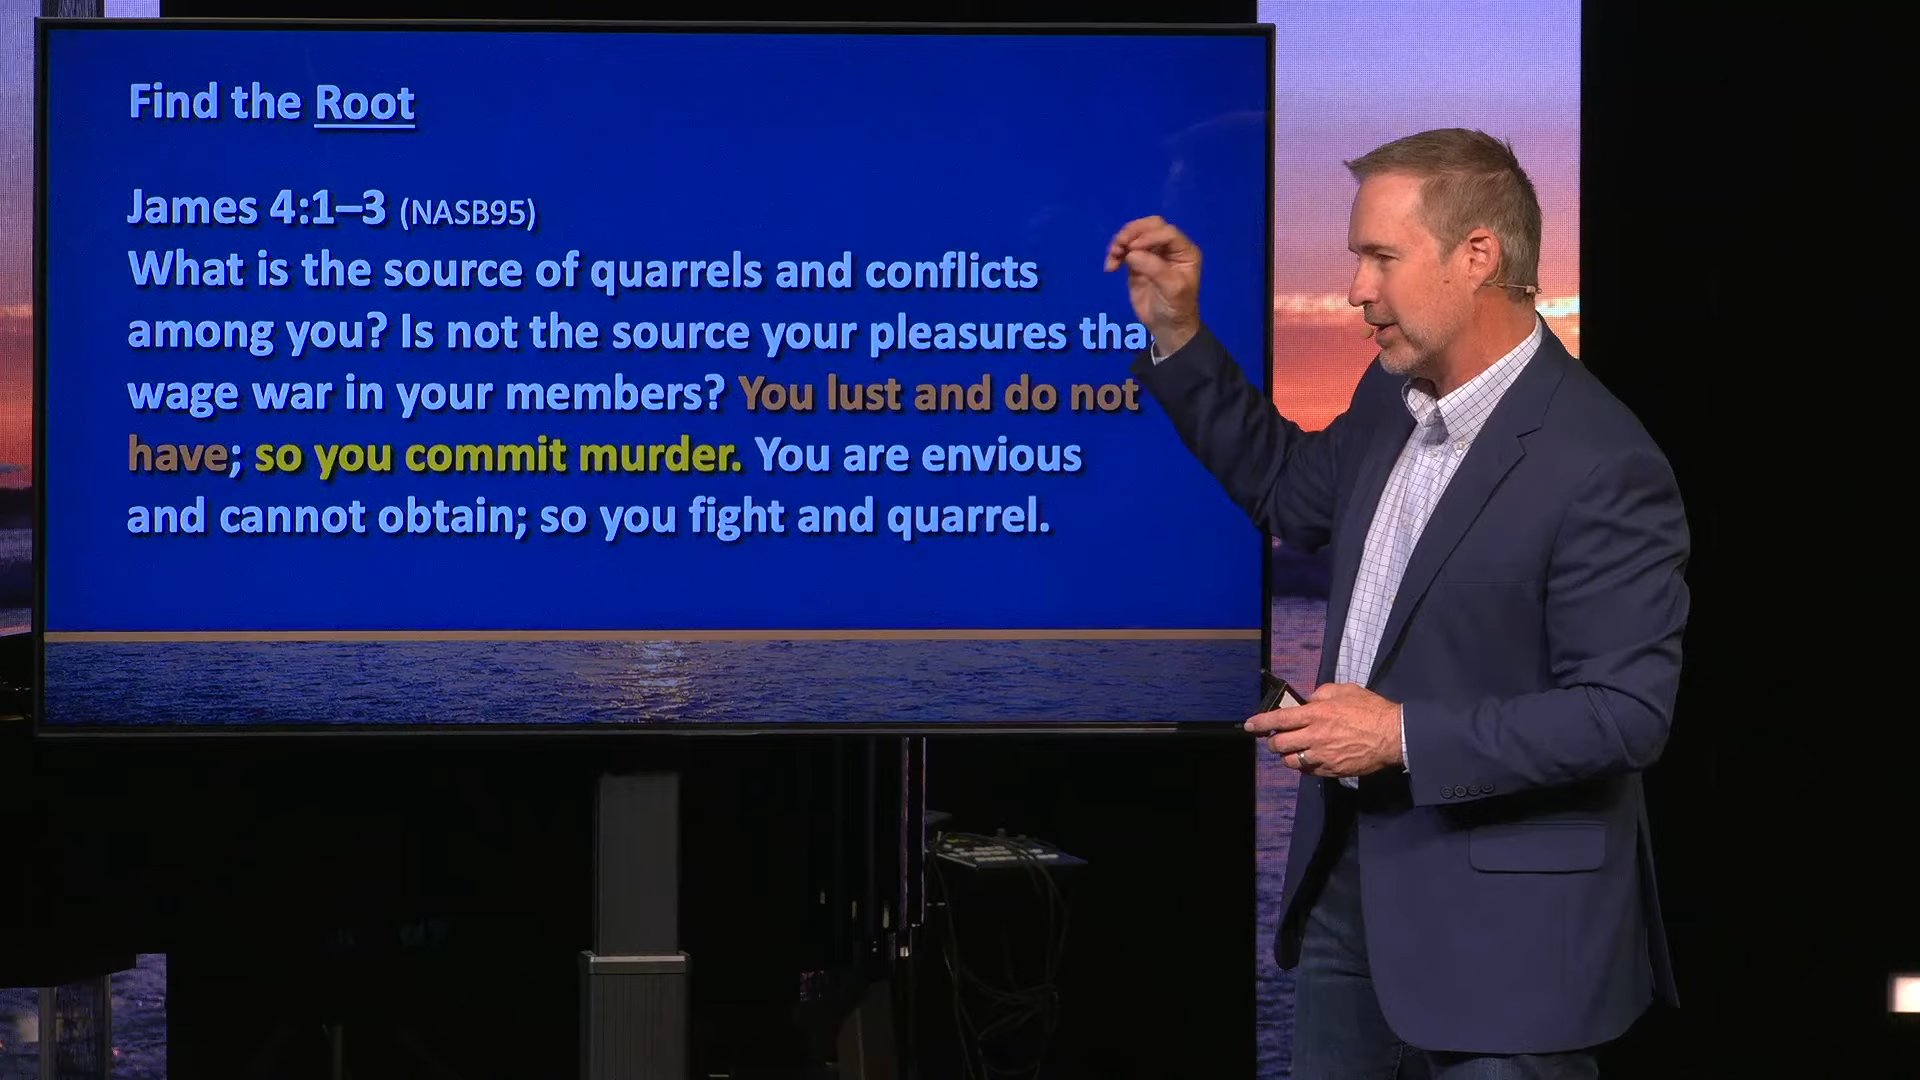 Find the Root
James 4:1–3 (NASB95)
What is the source of quarrels and conflicts
among you? Is not the source your pleasures tha
wage war in your members? You lust and do not
have; so you commit murder. You are envious
and cannot obtain; so you fight and quarrel.